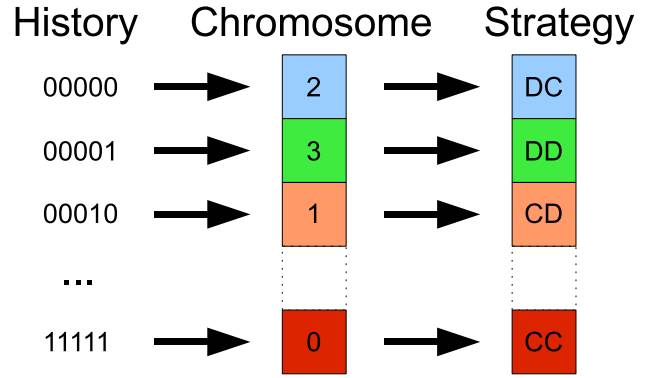 History Chromosome Strategy
00000 2 DC
00001 3 DD
00010 1 CD
...
11111 0 CC